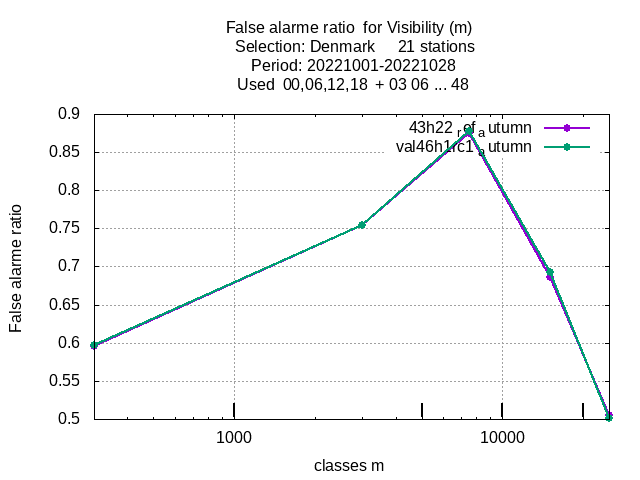 False alarme ratio  for Visibility (m)
Selection: Denmark     21 stations
Period: 20221001-20221028
Used  00,06,12,18  + 03 06 ... 48
0.9
43h22_ref_autumn
0.85
val46h1rc1_autumn
0.8
0.75
0.7
0.65
0.6
0.55
0.5
False alarme ratio
1000
10000
classes m